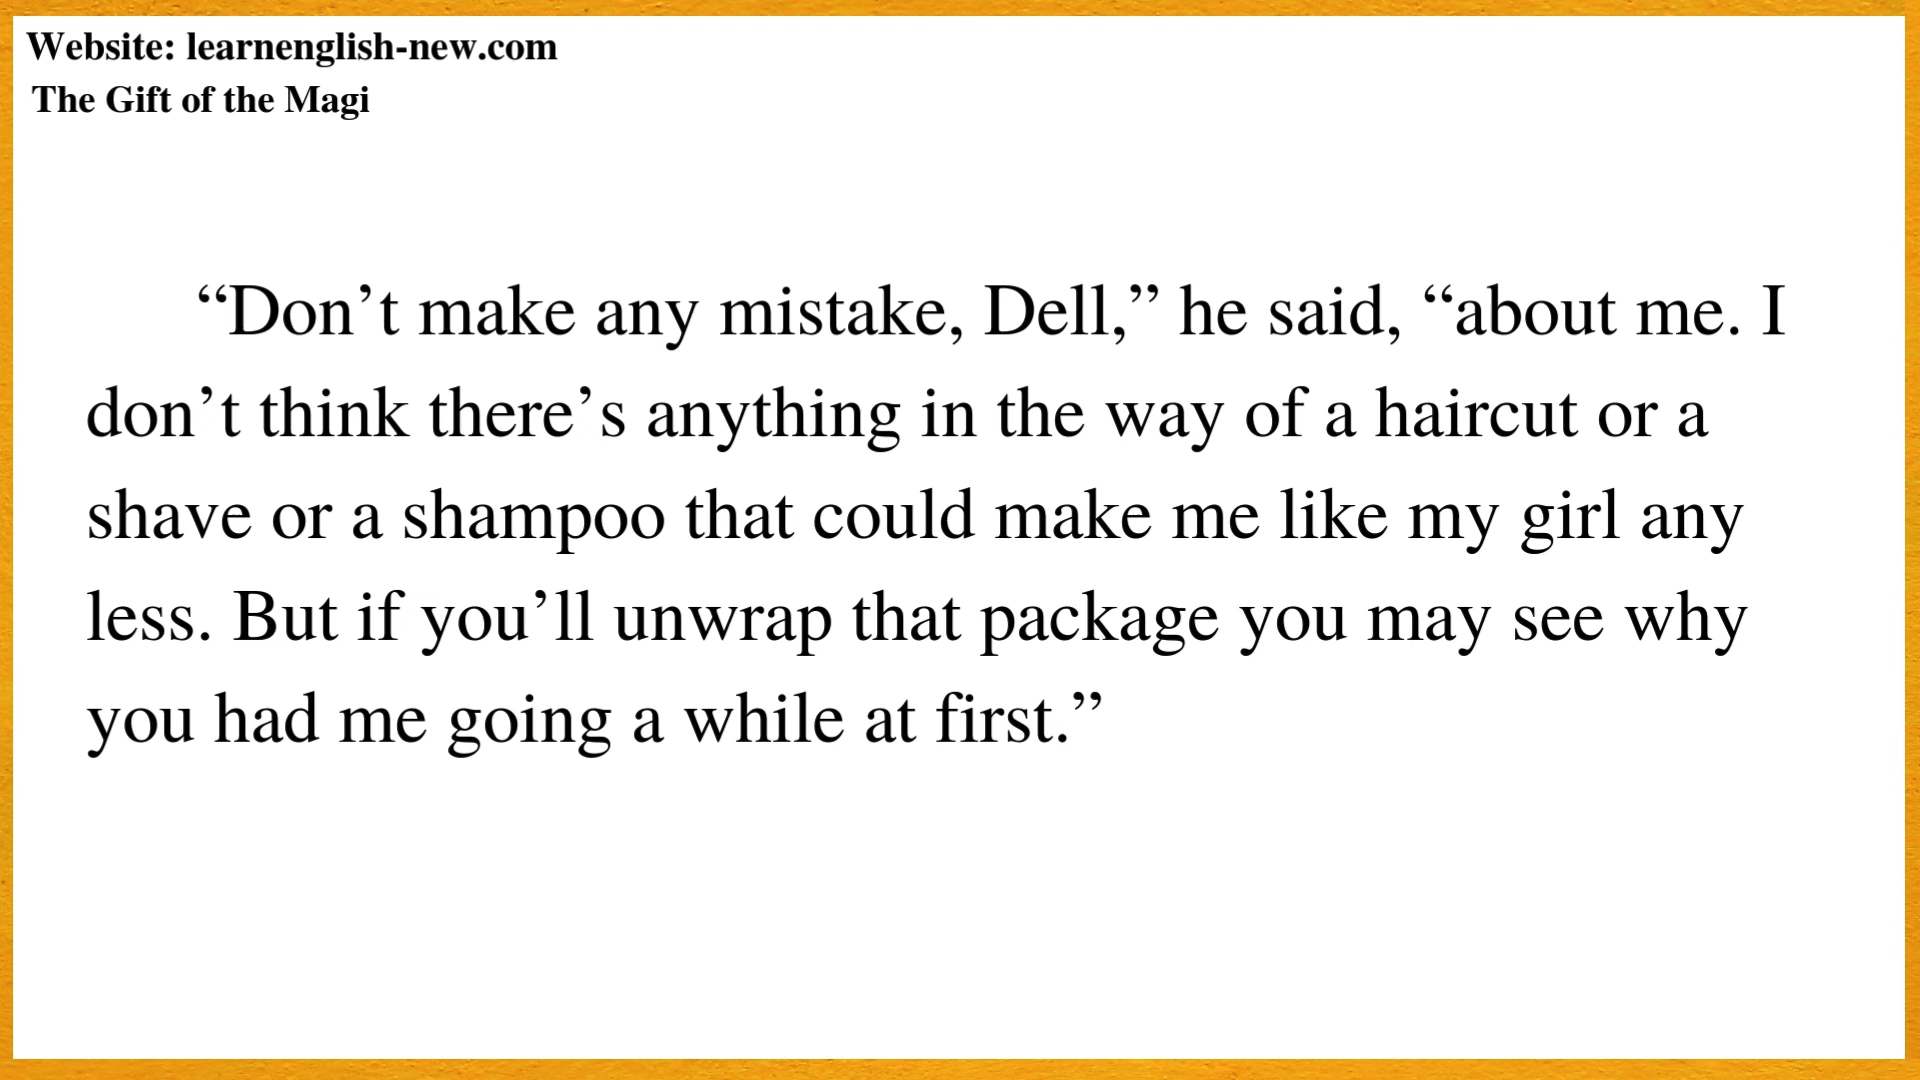 Website: learnenglish-new.com
The Gift of the Magi
“Don’t make any mistake, Dell,” he said, “about me. I
don’t think there’s anything in the way of a haircut or a
shave or a shampoo that could make me like my girl any
less. But if you’ll unwrap that package you may see why
you had me going a while at first.”